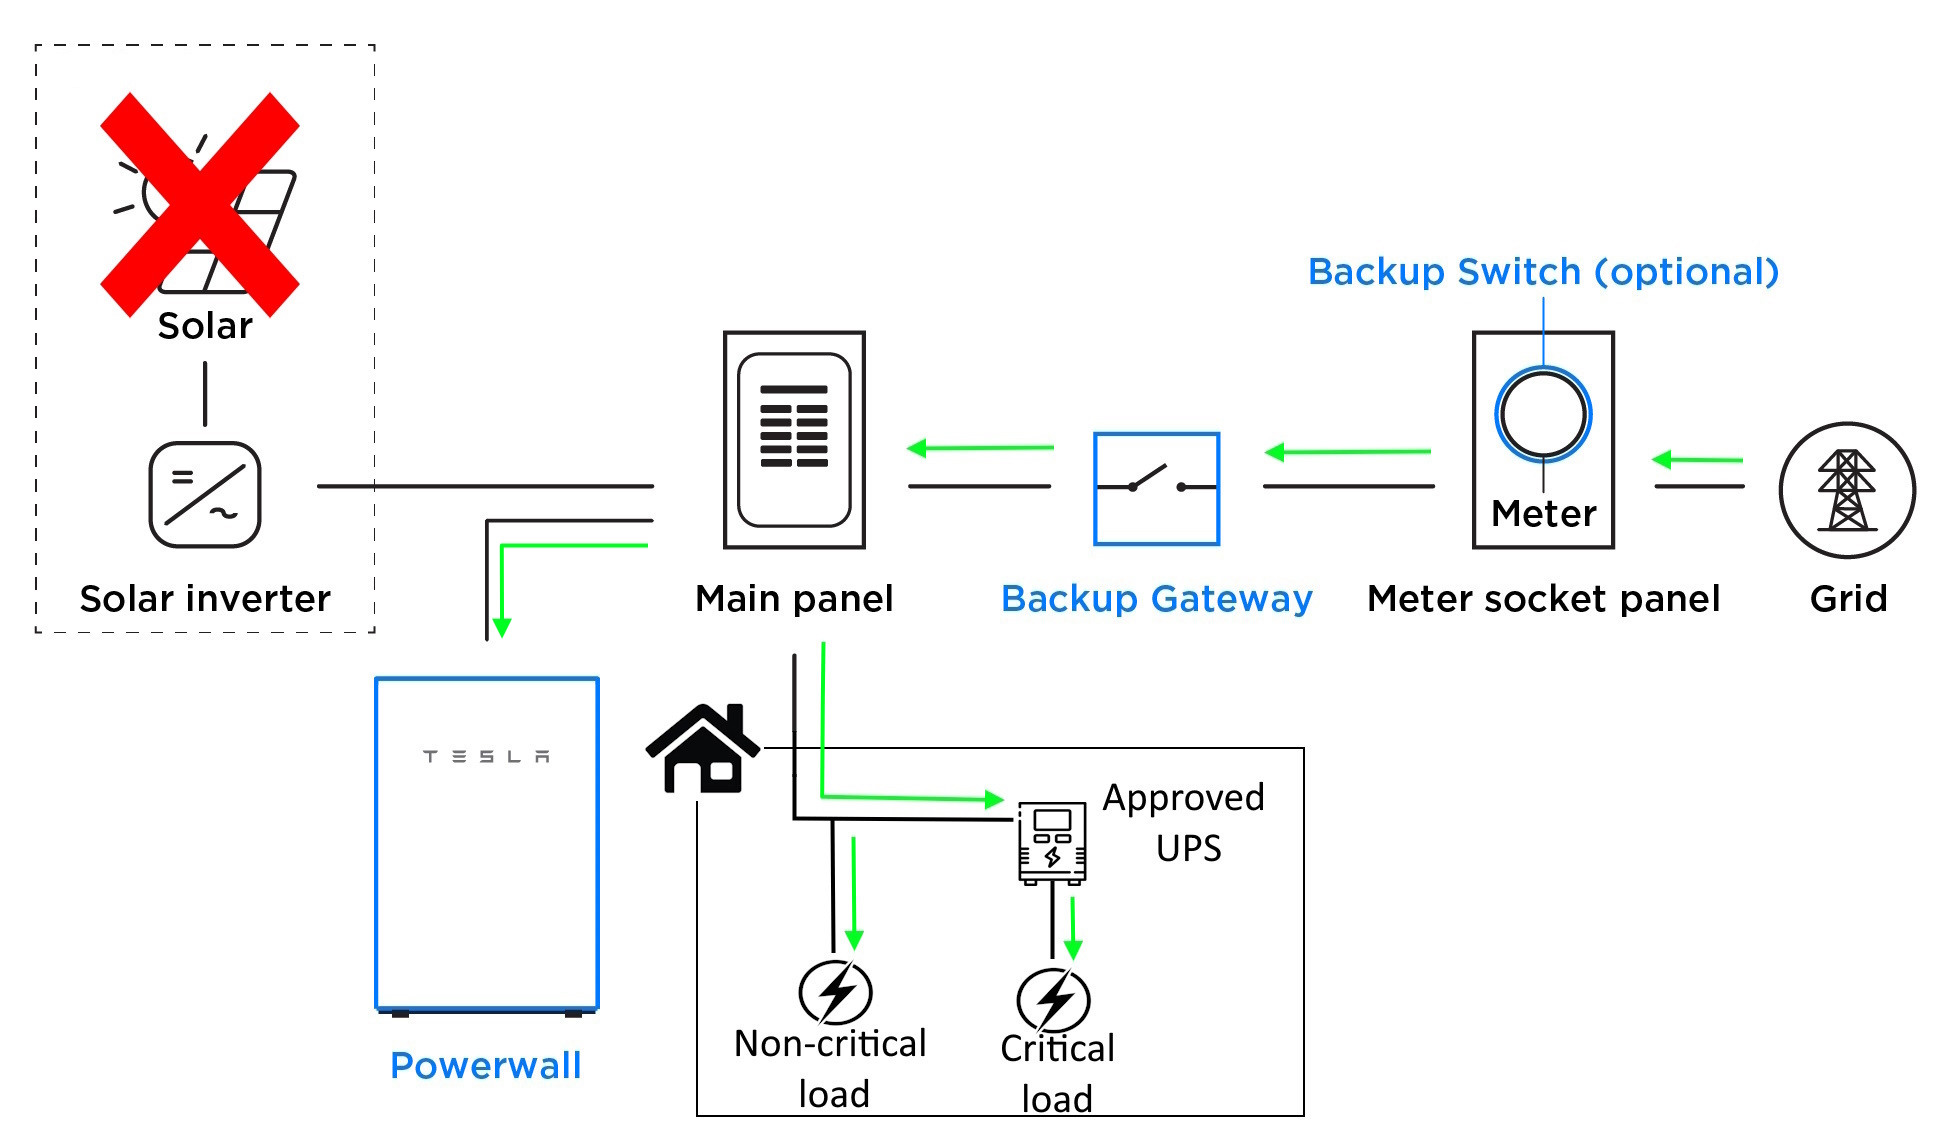 Backup Switch (optional)
Solar
Meter
Solar inverter
Main panel
Backup Gateway
Meter socket panel
Grid
TESLA
Approved
UPS
Powerwall
Non-critical
load
Critical
load